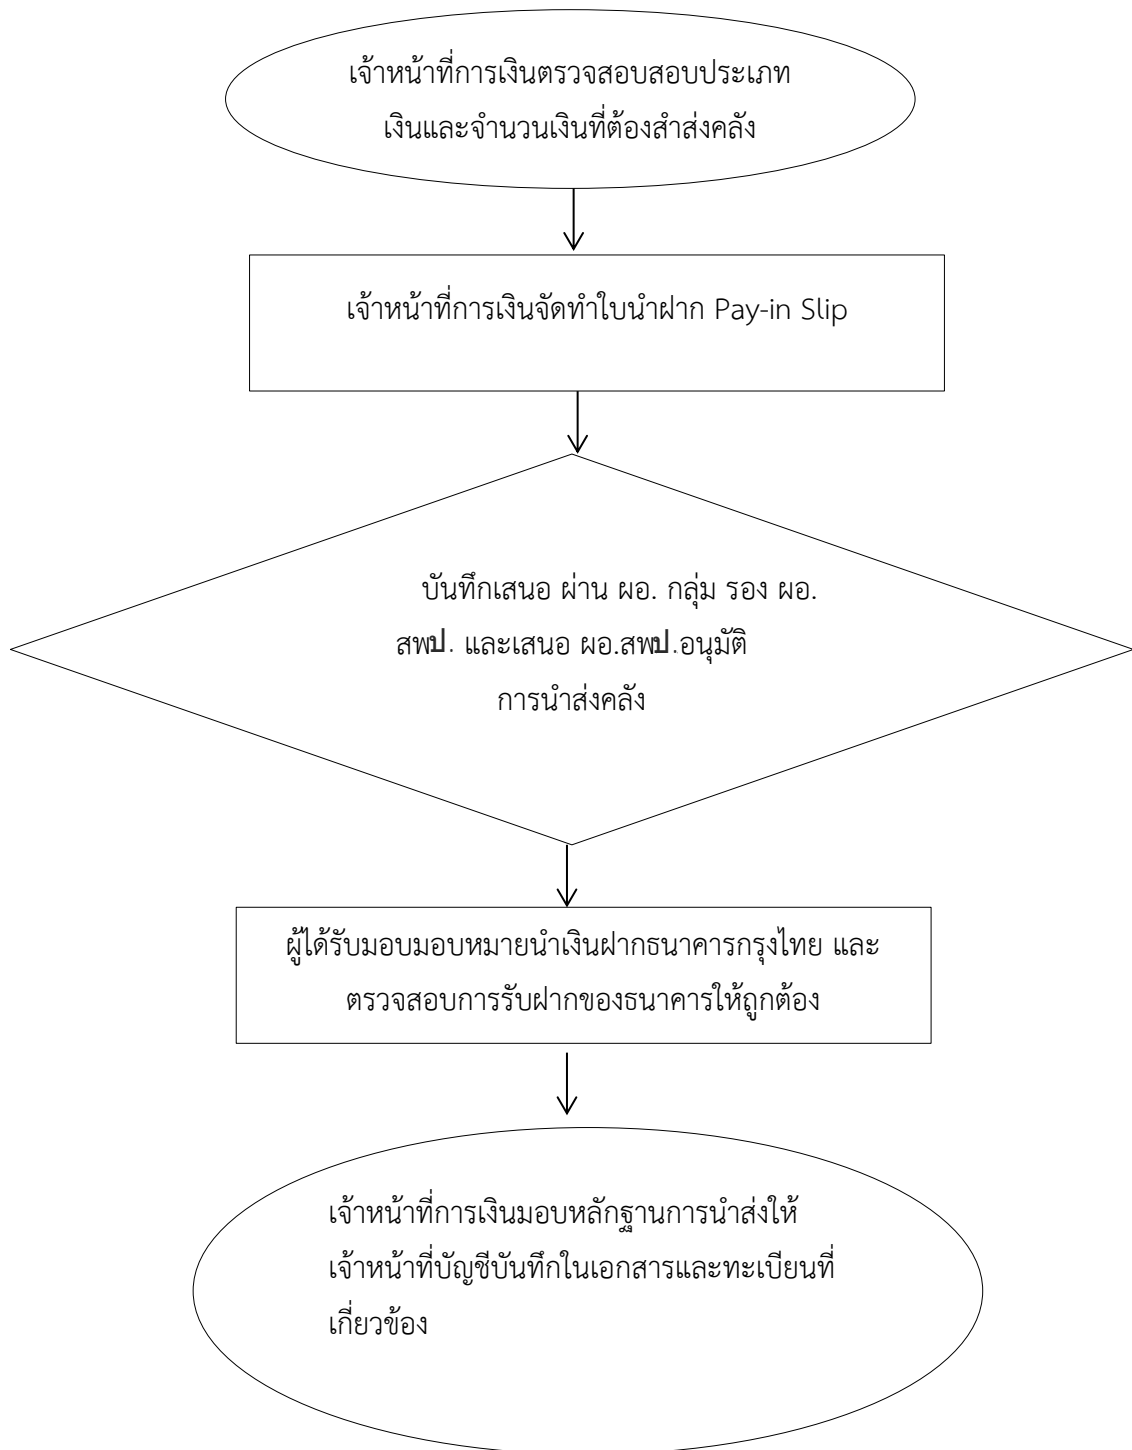 เจ้าหน้าที่การเงินตรวจสอบสอบประเภท
เงินและจำนวนเงินที่ต้องสำส่งคลัง
เจ้าหน้าที่การเงินจัดทำใบนำฝาก Pay-in Slip
บันทึกเสนอ ผ่าน ผอ. กลุ่ม รอง ผอ.
สพป. และเสนอ ผอ.สพป.อนุมัติ
การนำส่งคลัง
ผู้ได้รับมอบมอบหมายนำเงินฝากธนาคารกรุงไทย และ
ตรวจสอบการรับฝากของธนาคารให้ถูกต้อง
เจ้าหน้าที่การเงินมอบหลักฐานการนำส่งให้
เจ้าหน้าที่บัญชีบันทึกในเอกสารและทะเบียนที่
เกี่ยวข้อง